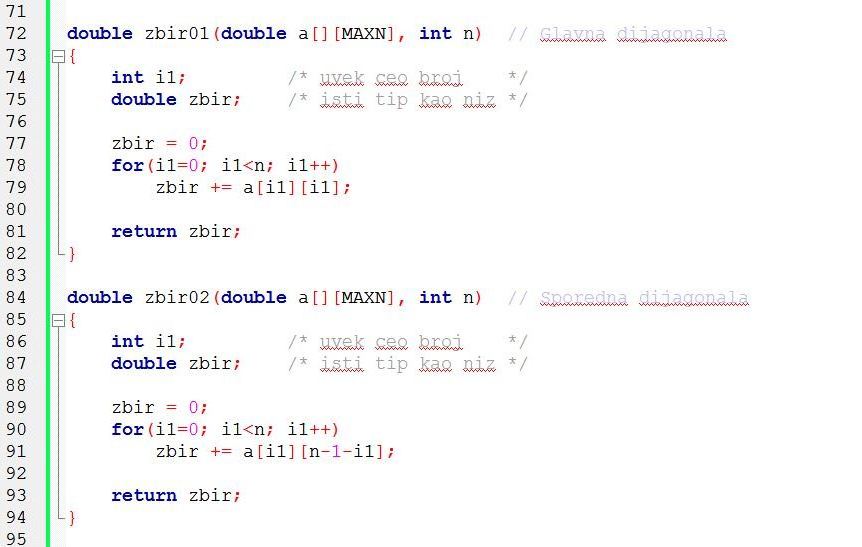 71
72 double zbir01(double a[][MAXN], int n) // Glavna dijagonala
73 {
74 int i1; /* uvek ceo broj */
75 double zbir; /* isti tip kao niz */
76
77 zbir = 0;
78 for(i1=0; i1<n; i1++)
79 zbir += a[i1][i1];
80
81 return zbir;
82 }
83
84 double zbir02(double a[][MAXN], int n) // Sporedna dijagonala
85 {
86 int i1; /* uvek ceo broj */
87 double zbir; /* isti tip kao niz */
88
89 zbir = 0;
90 for(i1=0; i1<n; i1++)
91 zbir += a[i1][n-1-i1];
92
93 return zbir;
94 }
95